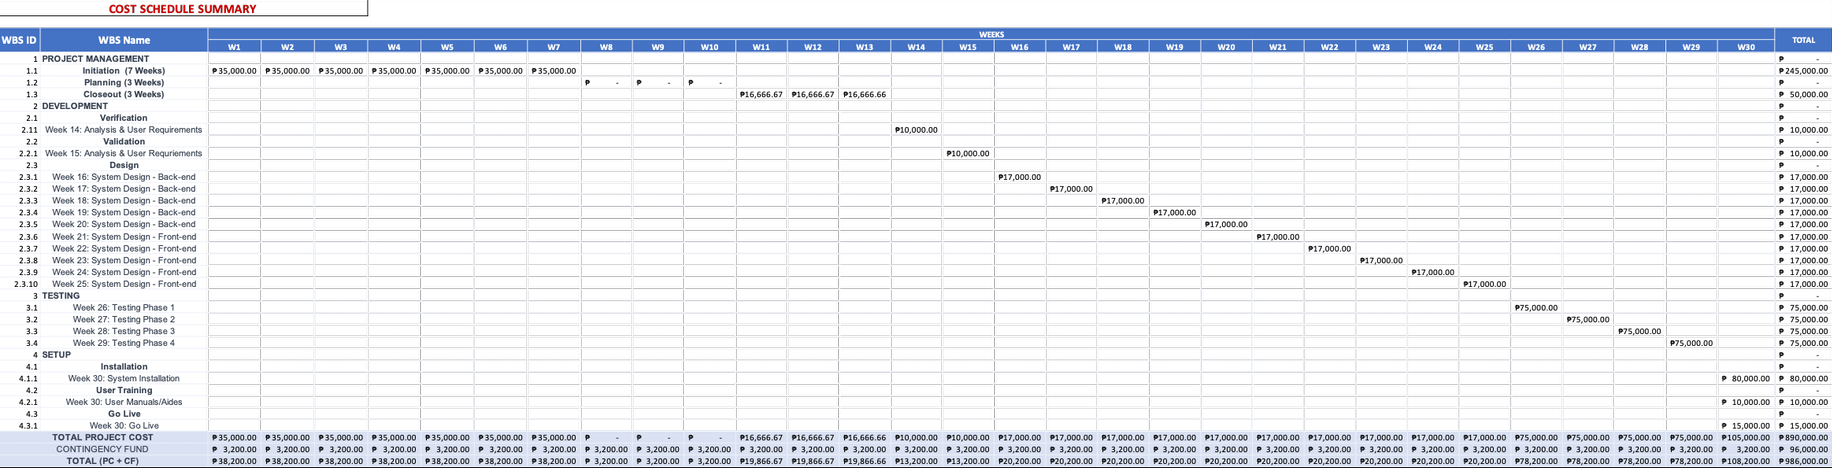 COST SCHEDULE SUMMARY
WBS ID WBS Name WEEKS TOTAL
W1 W2 W3 W4 W5 W6 W7 W8 W9 W10 W11 W12 W13 W14 W15 W16 W17 W18 W19 W20 W21 W22 W23 W24 W25 W26 W27 W28 W29 W30
1 PROJECT MANAGEMENT ₱ -
1.1 Initiation (7 Weeks) ₱35,000.00 ₱35,000.00 ₱35,000.00 ₱35,000.00 ₱35,000.00 ₱35,000.00 ₱35,000.00 ₱245,000.00
1.2 Planning (3 Weeks) ₱ - ₱ - ₱ - ₱ -
1.3 Closeout (3 Weeks) ₱16,666.67 ₱16,666.67 ₱16,666.66 ₱ 50,000.00
2 DEVELOPMENT ₱ -
2.1 Verification ₱ -
2.11 Week 14: Analysis & User Requirements ₱10,000.00 ₱ 10,000.00
2.2 Validation ₱ -
2.2.1 Week 15: Analysis & User Requriements ₱10,000.00 ₱ 10,000.00
2.3 Design ₱ -
2.3.1 Week 16: System Design - Back-end ₱17,000.00 ₱ 17,000.00
2.3.2 Week 17: System Design - Back-end ₱17,000.00 ₱ 17,000.00
2.3.3 Week 18: System Design - Back-end ₱17,000.00 ₱ 17,000.00
2.3.4 Week 19: System Design - Back-end ₱17,000.00 ₱ 17,000.00
2.3.5 Week 20: System Design - Back-end ₱17,000.00 ₱ 17,000.00
2.3.6 Week 21: System Design - Front-end ₱17,000.00 ₱ 17,000.00
2.3.7 Week 22: System Design - Front-end ₱17,000.00 ₱ 17,000.00
2.3.8 Week 23: System Design - Front-end ₱17,000.00 ₱ 17,000.00
2.3.9 Week 24: System Design - Front-end ₱17,000.00 ₱ 17,000.00
2.3.10 Week 25: System Design - Front-end ₱17,000.00 ₱ 17,000.00
3 TESTING ₱ -
3.1 Week 26: Testing Phase 1 ₱75,000.00 ₱ 75,000.00
3.2 Week 27: Testing Phase 2 ₱75,000.00 ₱ 75,000.00
3.3 Week 28: Testing Phase 3 ₱75,000.00 ₱ 75,000.00
3.4 Week 29: Testing Phase 4 ₱75,000.00 ₱ 75,000.00
4 SETUP ₱ -
4.1 Installation ₱ -
4.1.1 Week 30: System Installation ₱ 80,000.00 ₱ 80,000.00
4.2 User Training ₱ -
4.2.1 Week 30: User Manuals/Aides ₱ 10,000.00 ₱ 10,000.00
4.3 Go Live ₱ -
4.3.1 Week 30: Go Live ₱ 15,000.00 ₱ 15,000.00
TOTAL PROJECT COST ₱35,000.00 ₱35,000.00 ₱35,000.00 ₱35,000.00 ₱35,000.00 ₱35,000.00 ₱35,000.00 ₱ - ₱ - ₱ - ₱16,666.67 ₱16,666.67 ₱16,666.66 ₱10,000.00 ₱10,000.00 ₱17,000.00 ₱17,000.00 ₱17,000.00 ₱17,000.00 ₱17,000.00 ₱17,000.00 ₱17,000.00 ₱17,000.00 ₱17,000.00 ₱17,000.00 ₱75,000.00 ₱75,000.00 ₱75,000.00 ₱75,000.00 ₱105,000.00 ₱890,000.00
CONTINGENCY FUND ₱ 3,200.00 ₱ 3,200.00 ₱ 3,200.00 ₱ 3,200.00 ₱ 3,200.00 ₱ 3,200.00 ₱ 3,200.00 ₱ 3,200.00 ₱ 3,200.00 ₱ 3,200.00 ₱ 3,200.00 ₱ 3,200.00 ₱ 3,200.00 ₱ 3,200.00 ₱ 3,200.00 ₱ 3,200.00 ₱ 3,200.00 ₱ 3,200.00 ₱ 3,200.00 ₱ 3,200.00 ₱ 3,200.00 ₱ 3,200.00 ₱ 3,200.00 ₱ 3,200.00 ₱ 3,200.00 ₱ 3,200.00 ₱ 3,200.00 ₱ 3,200.00 ₱ 3,200.00 ₱ 3,200.00 ₱ 96,000.00
TOTAL (PC + CF) ₱38,200.00 ₱38,200.00 ₱38,200.00 ₱38,200.00 ₱38,200.00 ₱38,200.00 ₱38,200.00 ₱ 3,200.00 ₱ 3,200.00 ₱ 3,200.00 ₱19,866.67 ₱19,866.67 ₱19,866.66 ₱13,200.00 ₱13,200.00 ₱20,200.00 ₱20,200.00 ₱20,200.00 ₱20,200.00 ₱20,200.00 ₱20,200.00 ₱20,200.00 ₱20,200.00 ₱20,200.00 ₱20,200.00 ₱78,200.00 ₱78,200.00 ₱78,200.00 ₱78,200.00 ₱108,200.00 ₱986,000.00